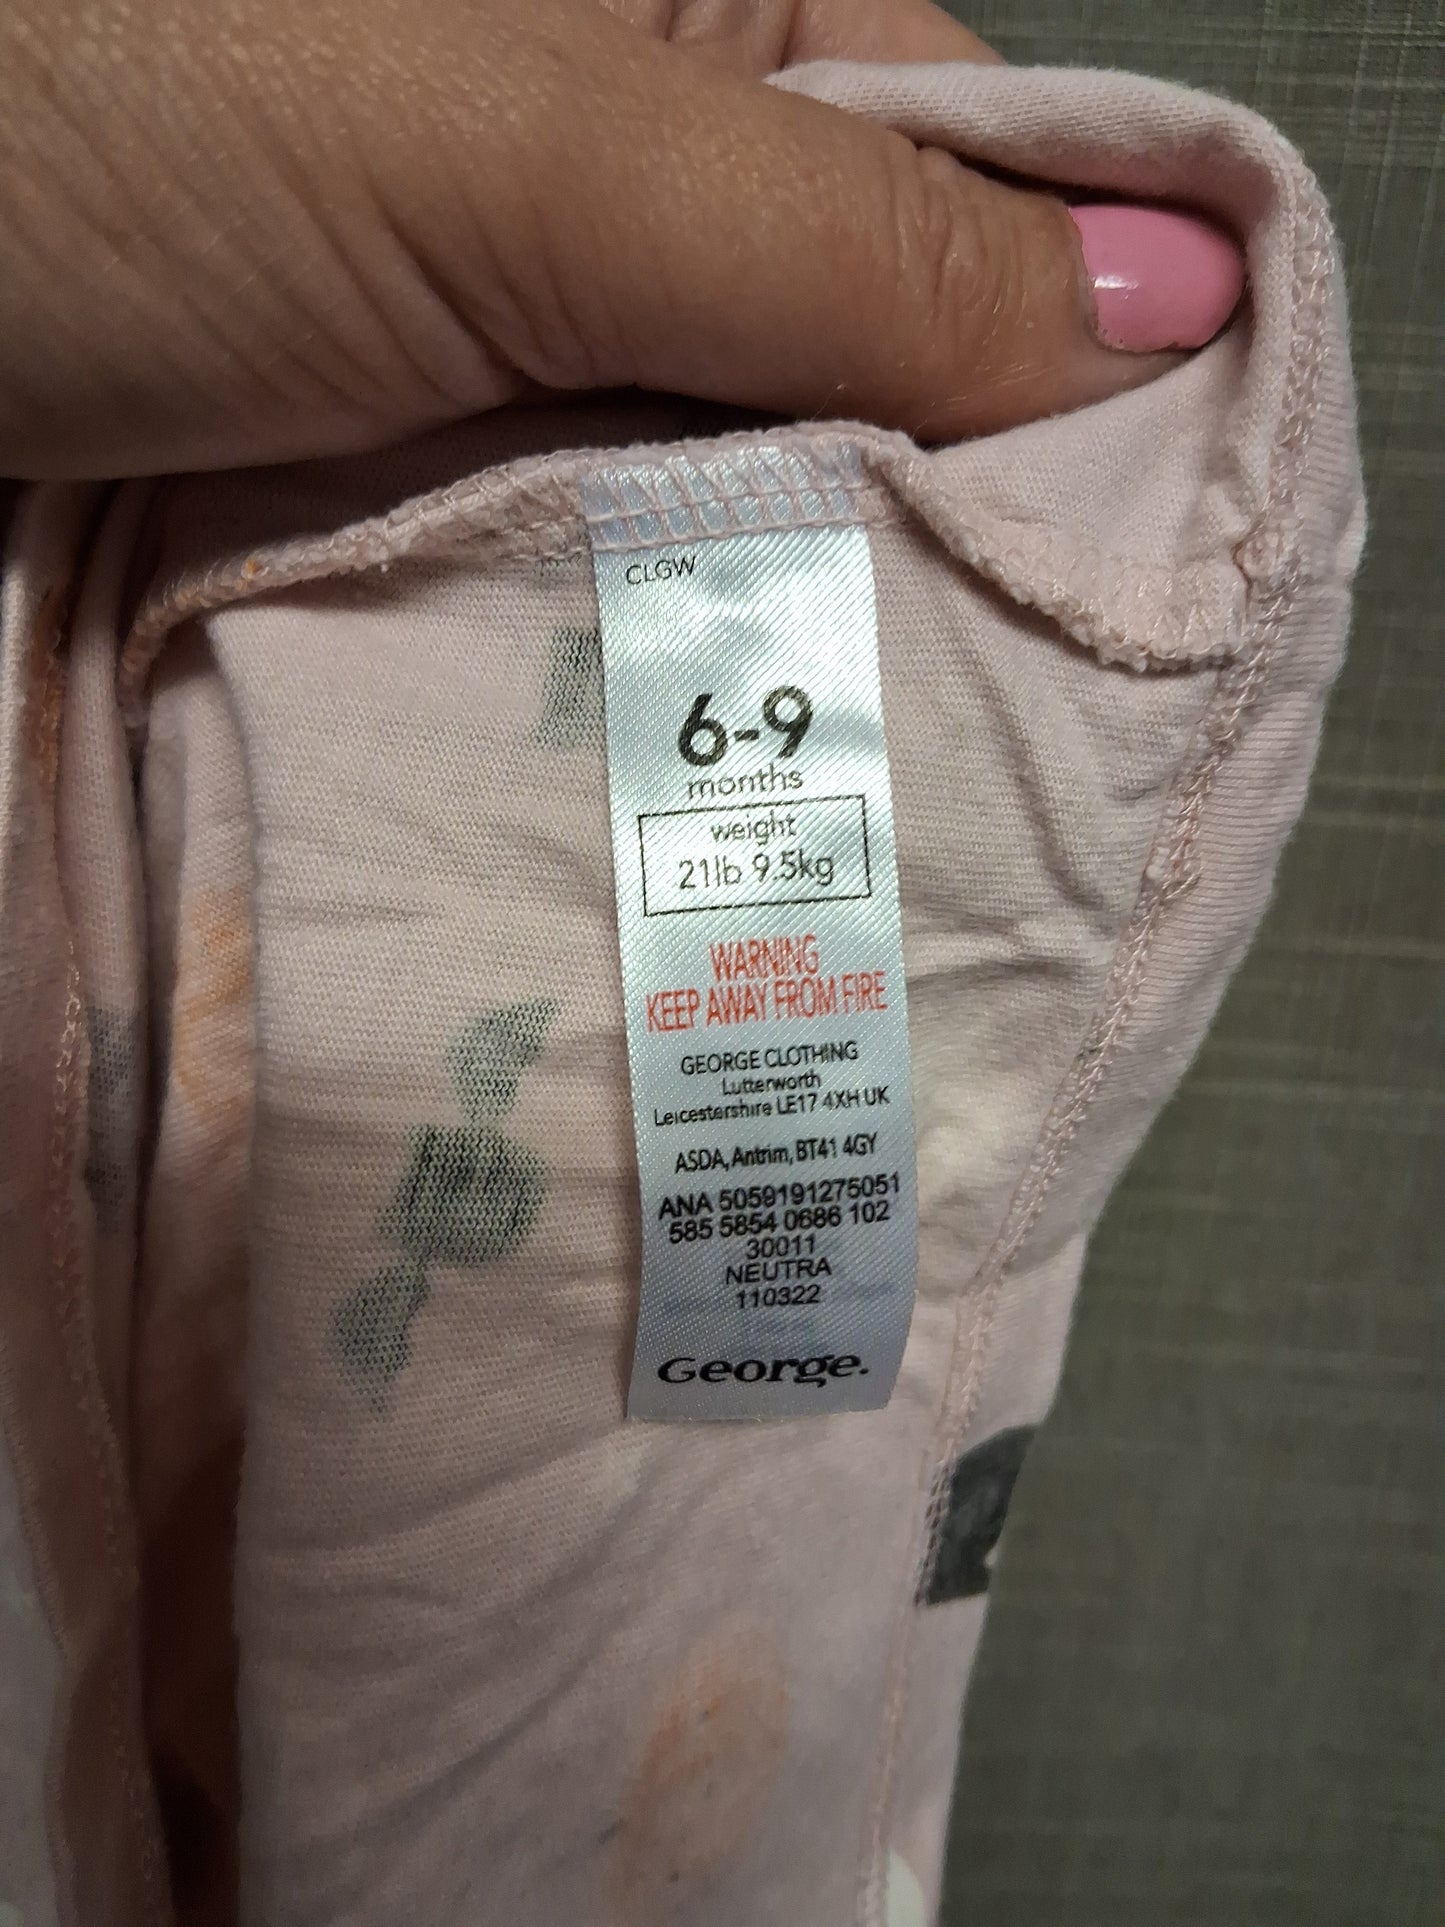 CLGW
6-9
months
weight
21lb 9.5kg
WARNING
KEEP AWAY FROM FIRE
GEORGE CLOTHING
Lutterworth
Leicestershire LE17 4XH UK
ASDA, Antrim, BT41 4GY
ANA 5059191275051
585 5854 0686 102
30011
NEUTRA
110322
George.